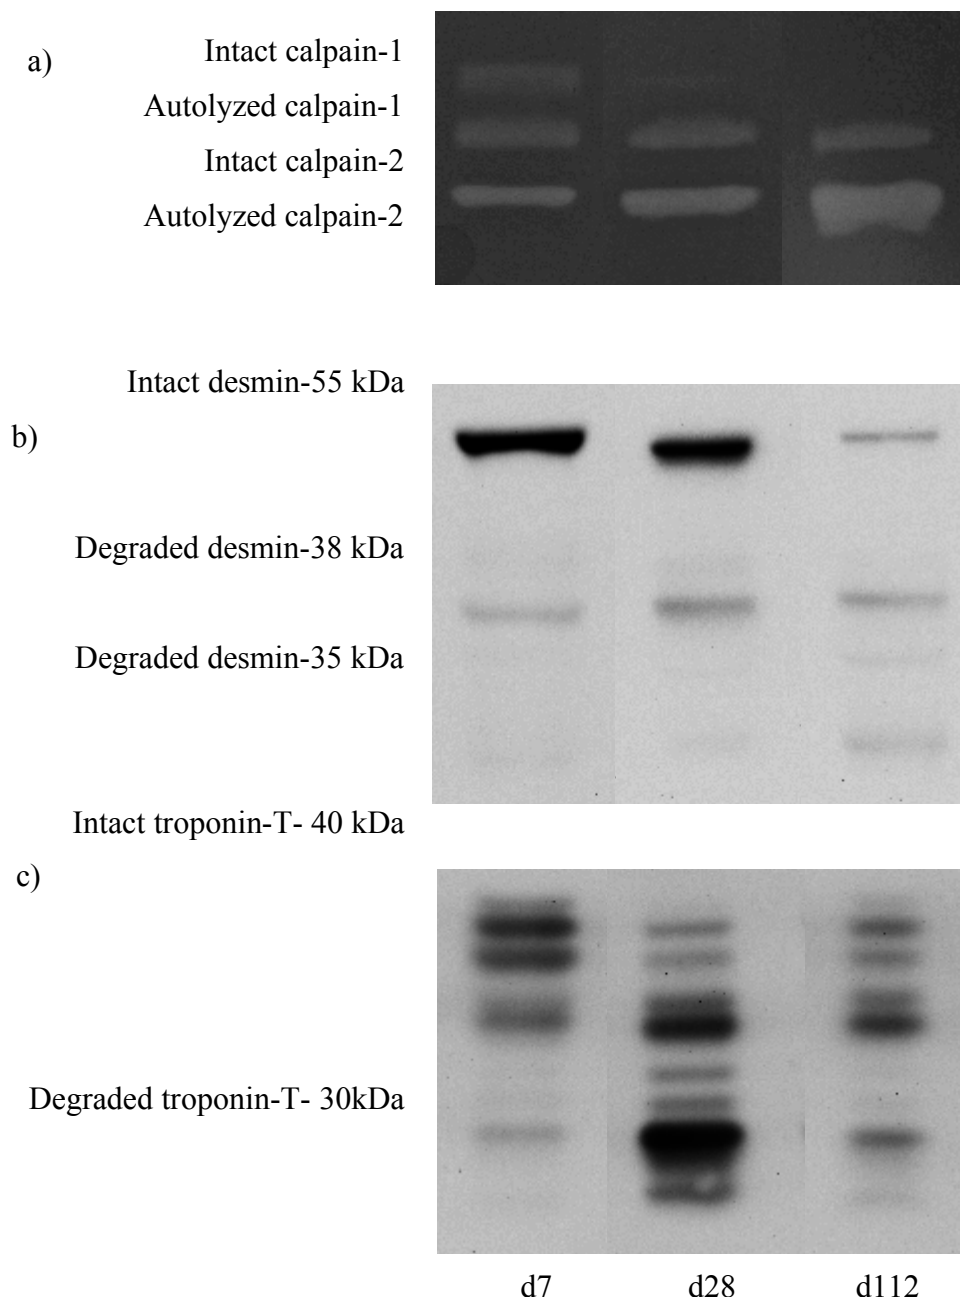 a)
Intact calpain-1
Autolyzed calpain-1
Intact calpain-2
Autolyzed calpain-2
Intact desmin-55 kDa
b)
Degraded desmin-38 kDa
Degraded desmin-35 kDa
Intact troponin-T- 40 kDa
c)
Degraded troponin-T- 30kDa
d7 d28 d112